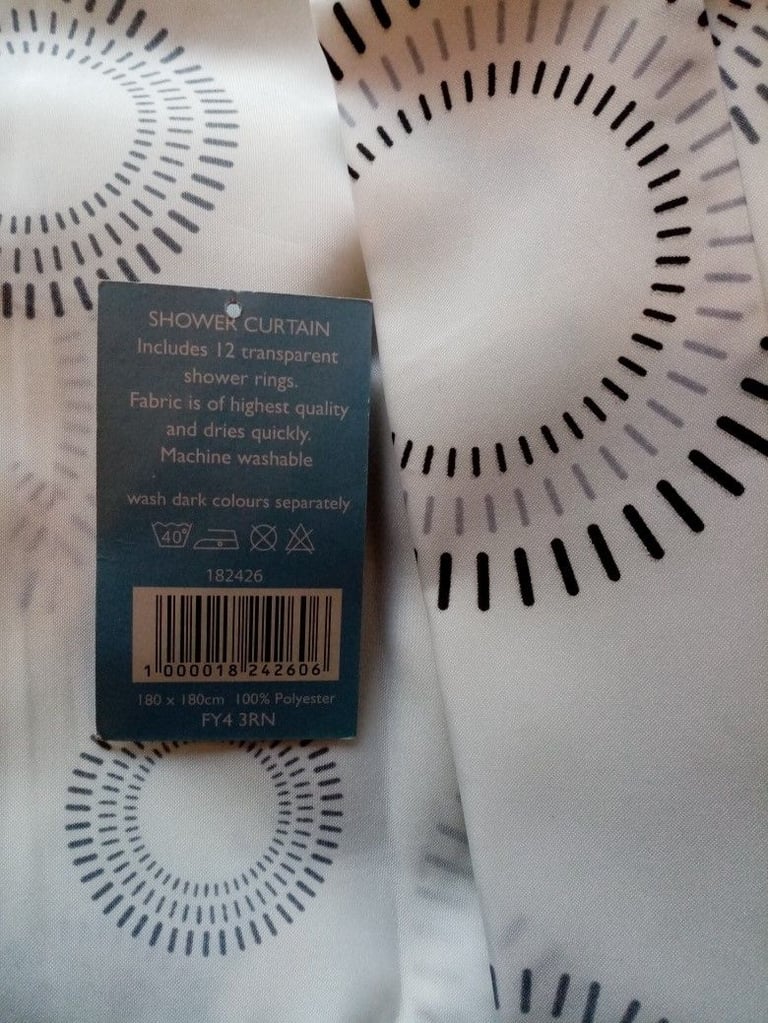 SHOWER CURTAIN
Includes 12 transparent
shower rings.
Fabric is of highest quality
and dries quickly.
Machine washable
wash dark colours separately
40°
182426
1 000018 242606
180 x 180cm 100% Polyester
FY4 3RN